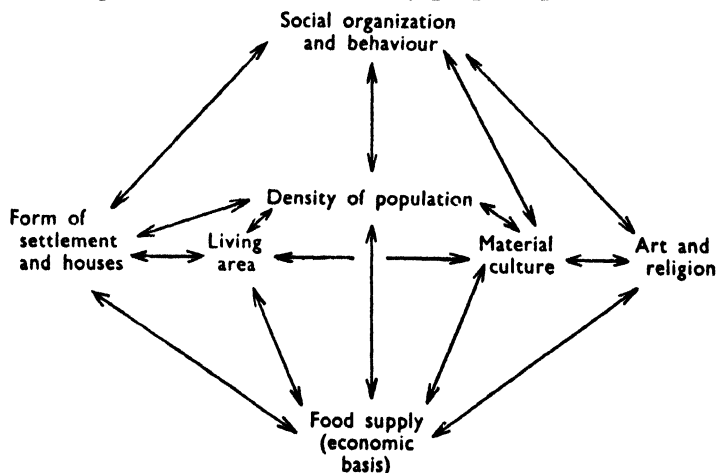 Social organization
and behaviour
Density of population
Form of
settlement
and houses
Living
area
Material
culture
Art and
religion
Food supply
(economic
basis)